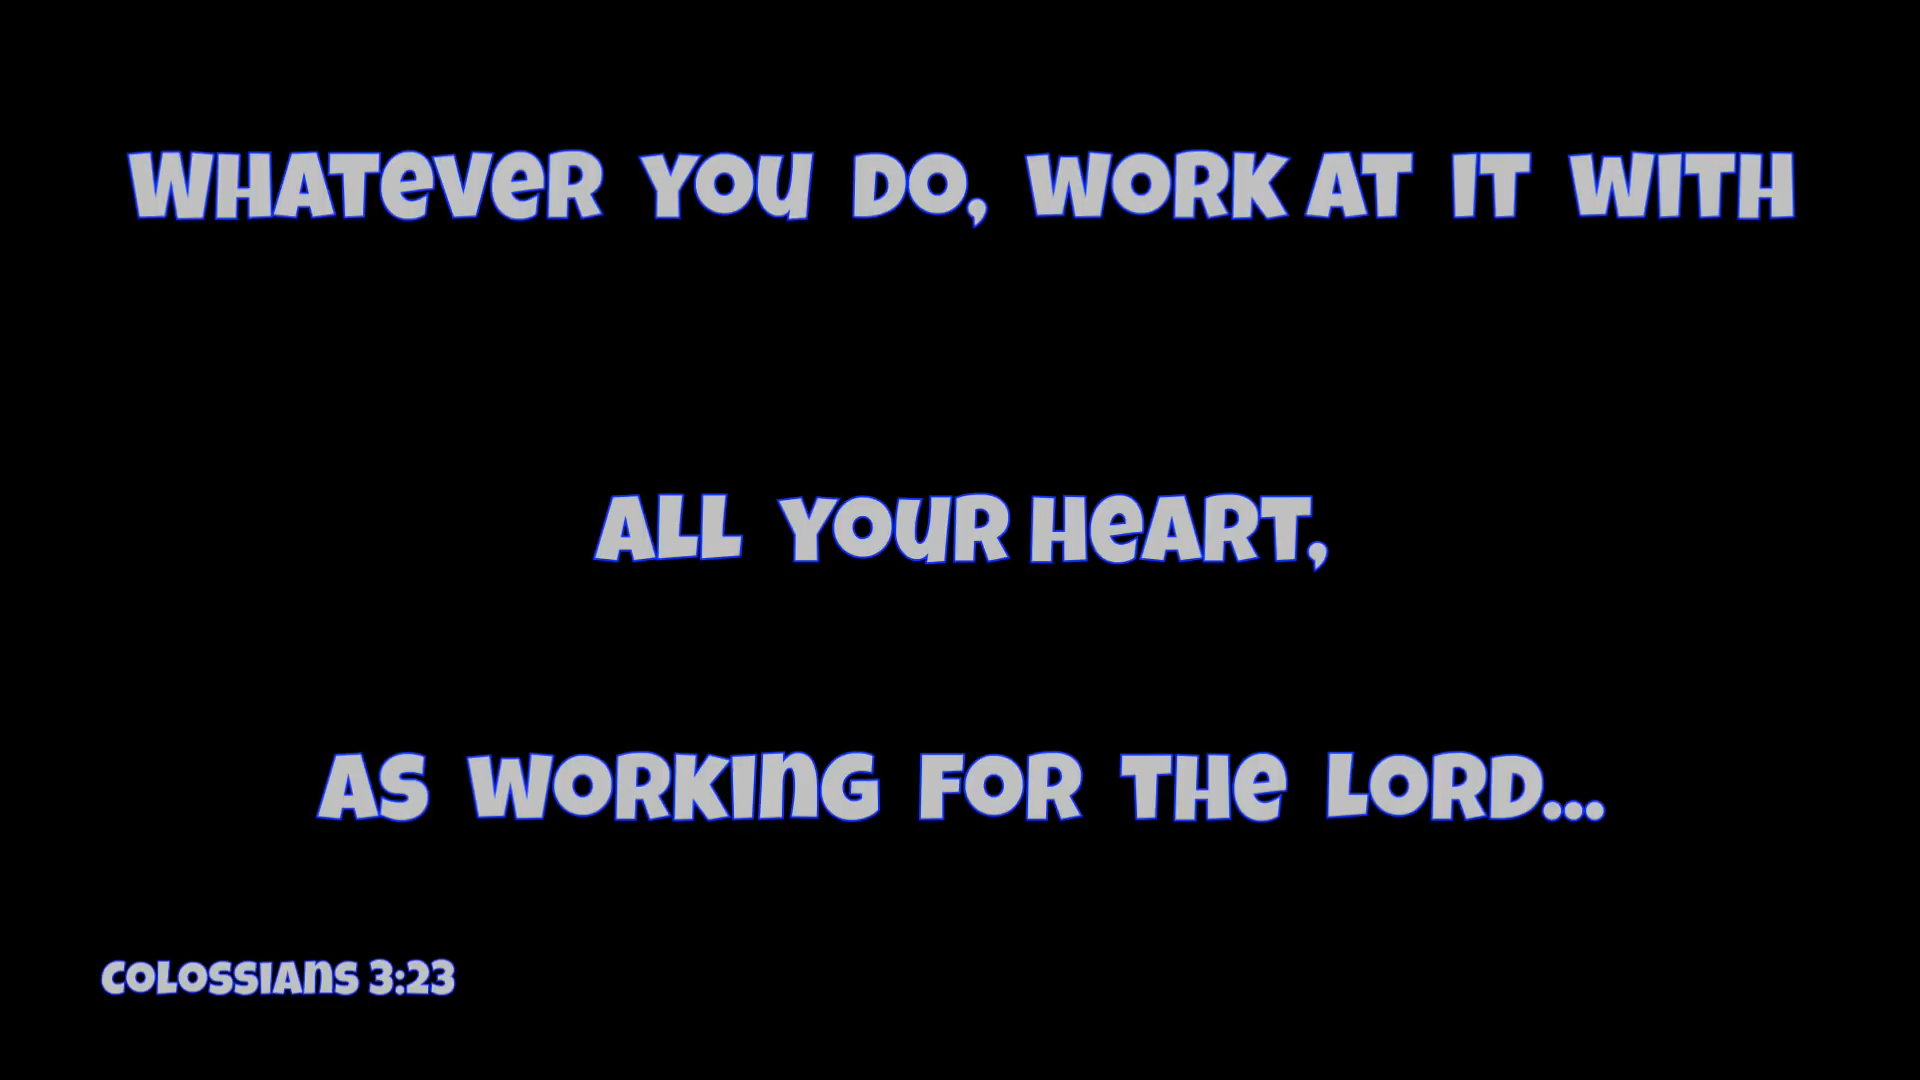 WHATEVER YOU DO, WORK AT IT WITH
ALL YOUR HEART,
AS WORKING FOR THE LORD...
COLOSSIANS 3:23